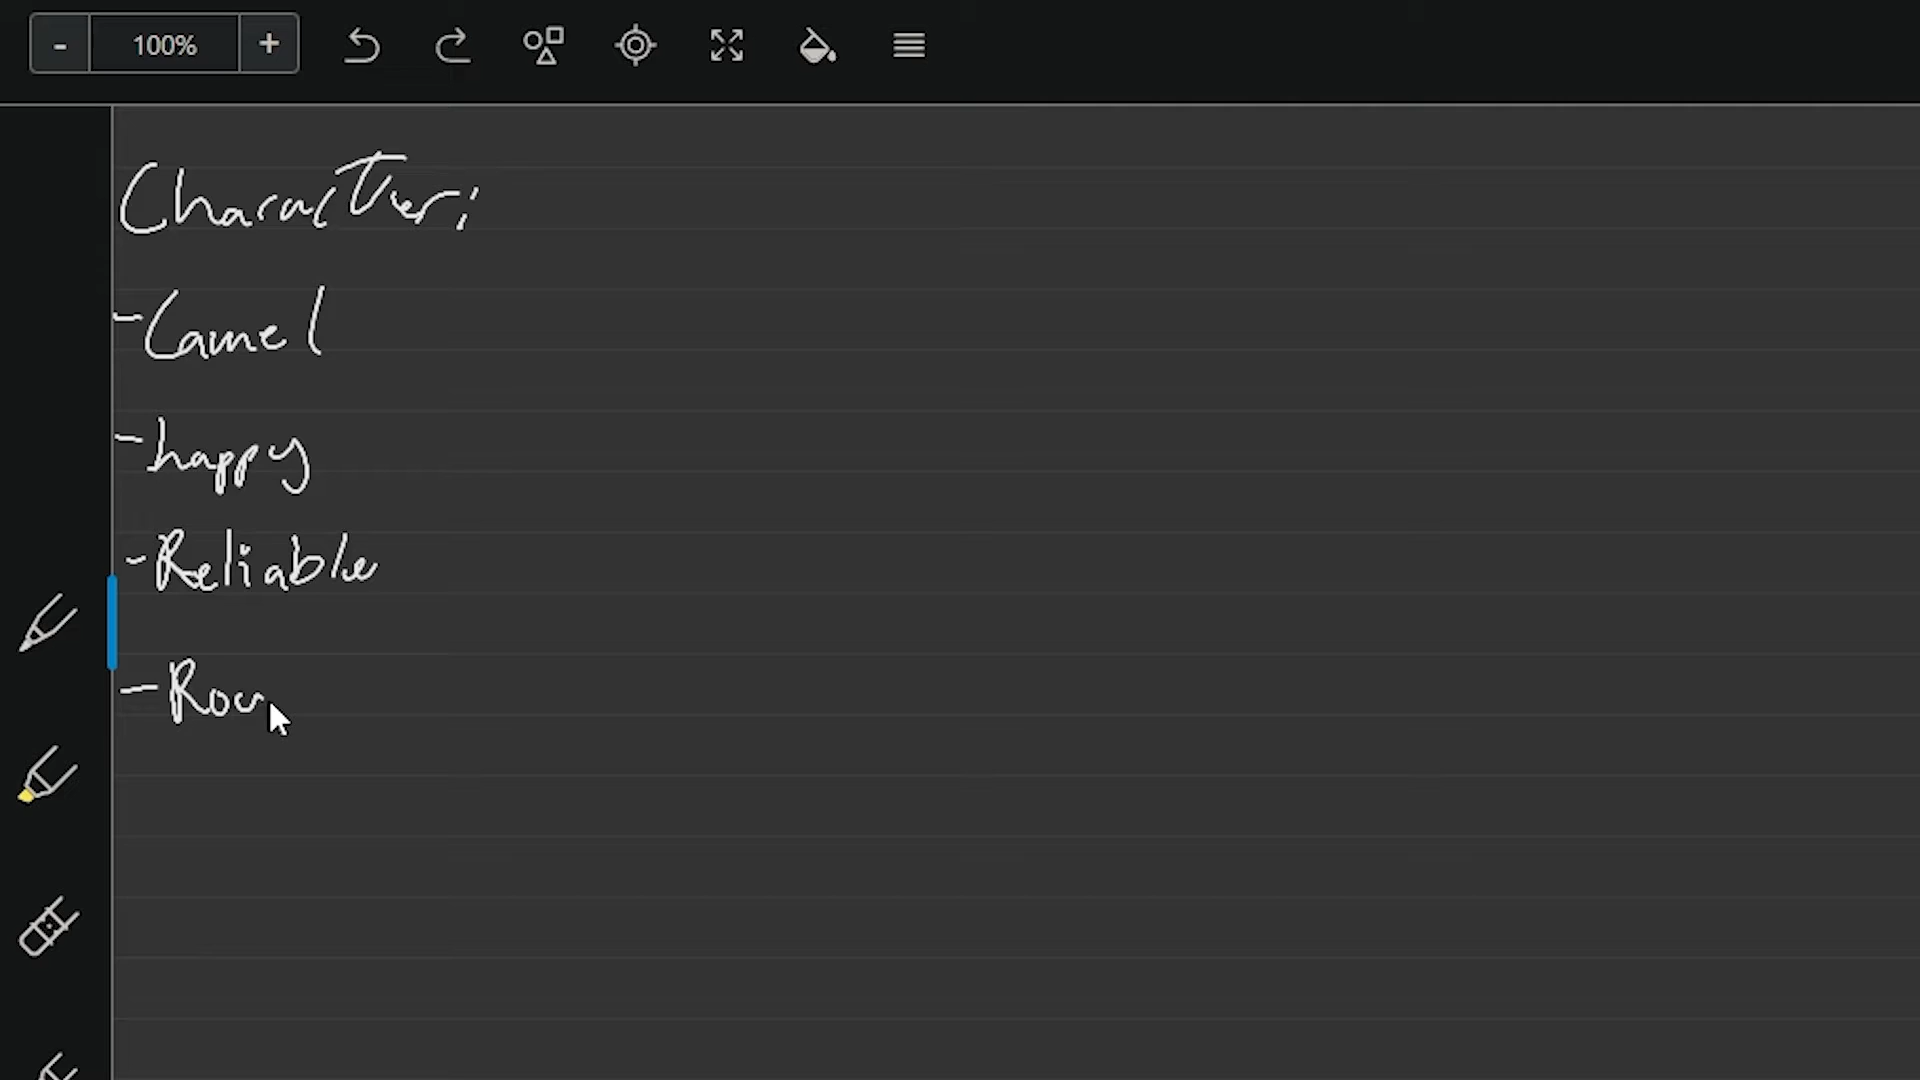 - 100% +
Character:
-Camel
-happy
-Reliable
-Rou